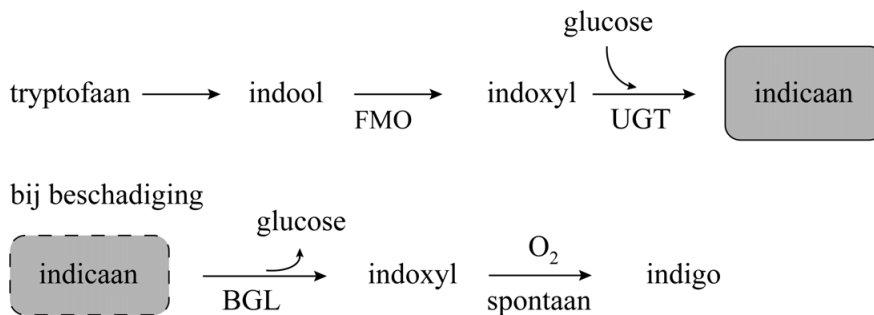 glucose
tryptofaan indool indoxyl indicaan
FMO UGT
bij beschadiging
glucose O₂
indicaan indoxyl indigo
BGL spontaan